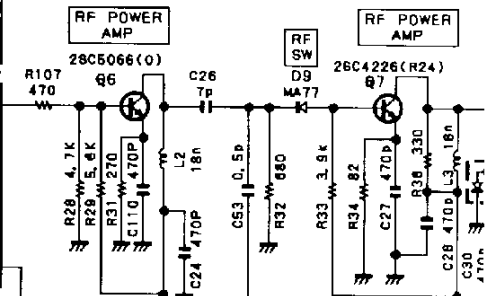 RF POWER
AMP
RF POWER
AMP
RF
SW
2SC5066(O)
Q6
C26
7p
D9
MA77
2SC4226(R24)
Q7
R107
470
R28 4.7K
R29 5.6K
R31 270
C110 470P
L2 18n
C24 470P
C53 0.5p
R32 680
R33 3.9k
R34 82
C27 470p
R36 330
L3 18n
C28 470p
C30 470p